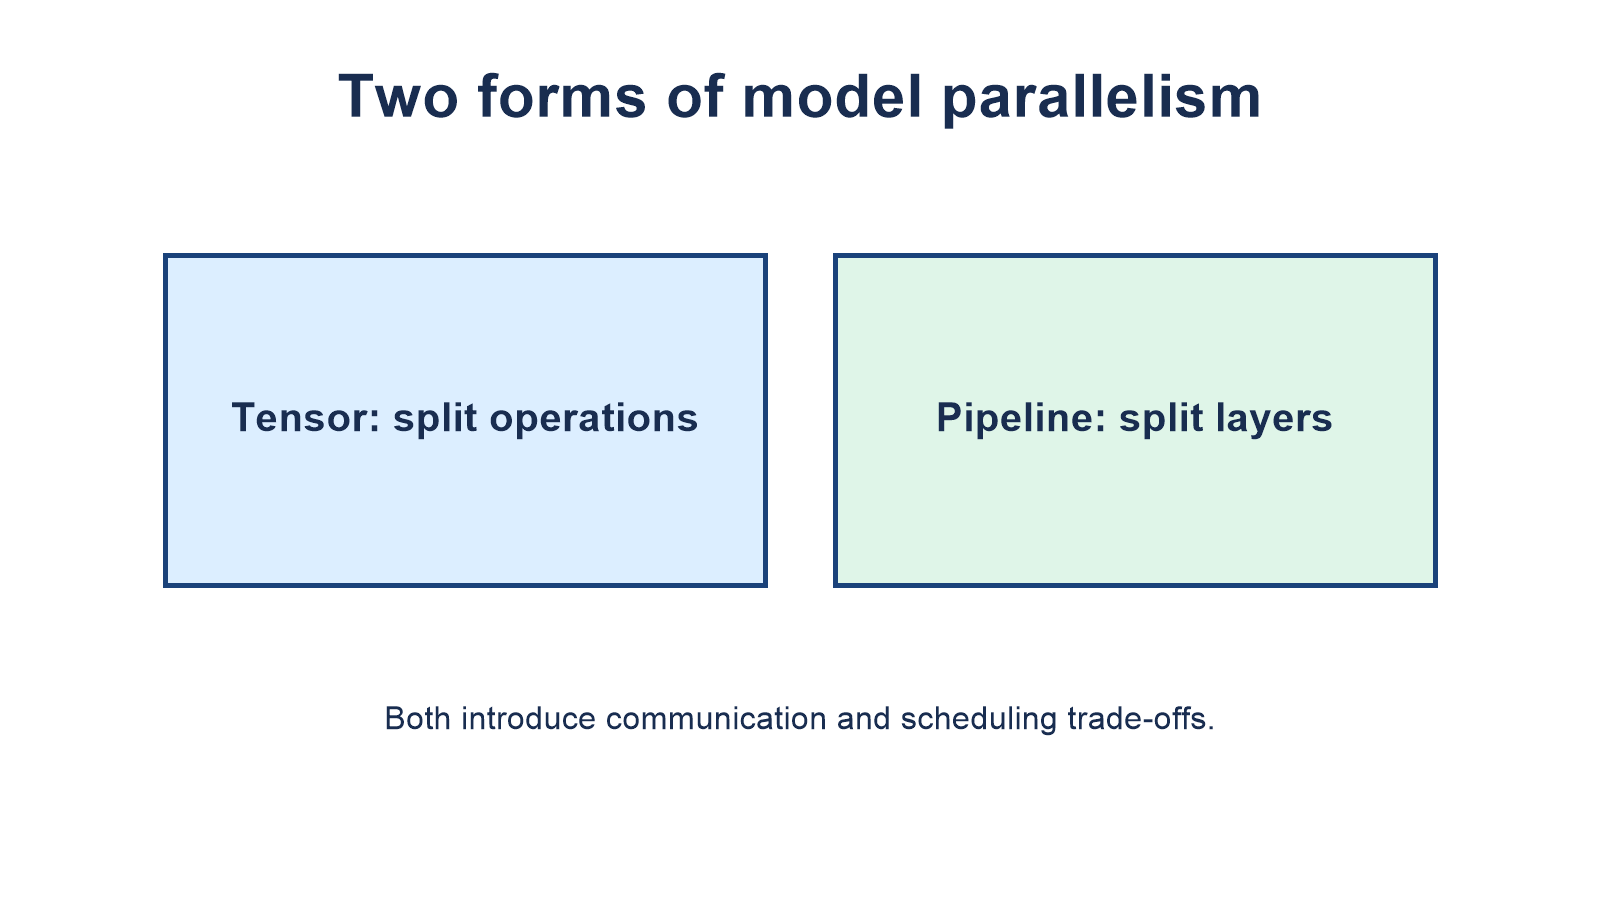 Two forms of model parallelism
Tensor: split operations
Pipeline: split layers
Both introduce communication and scheduling trade-offs.